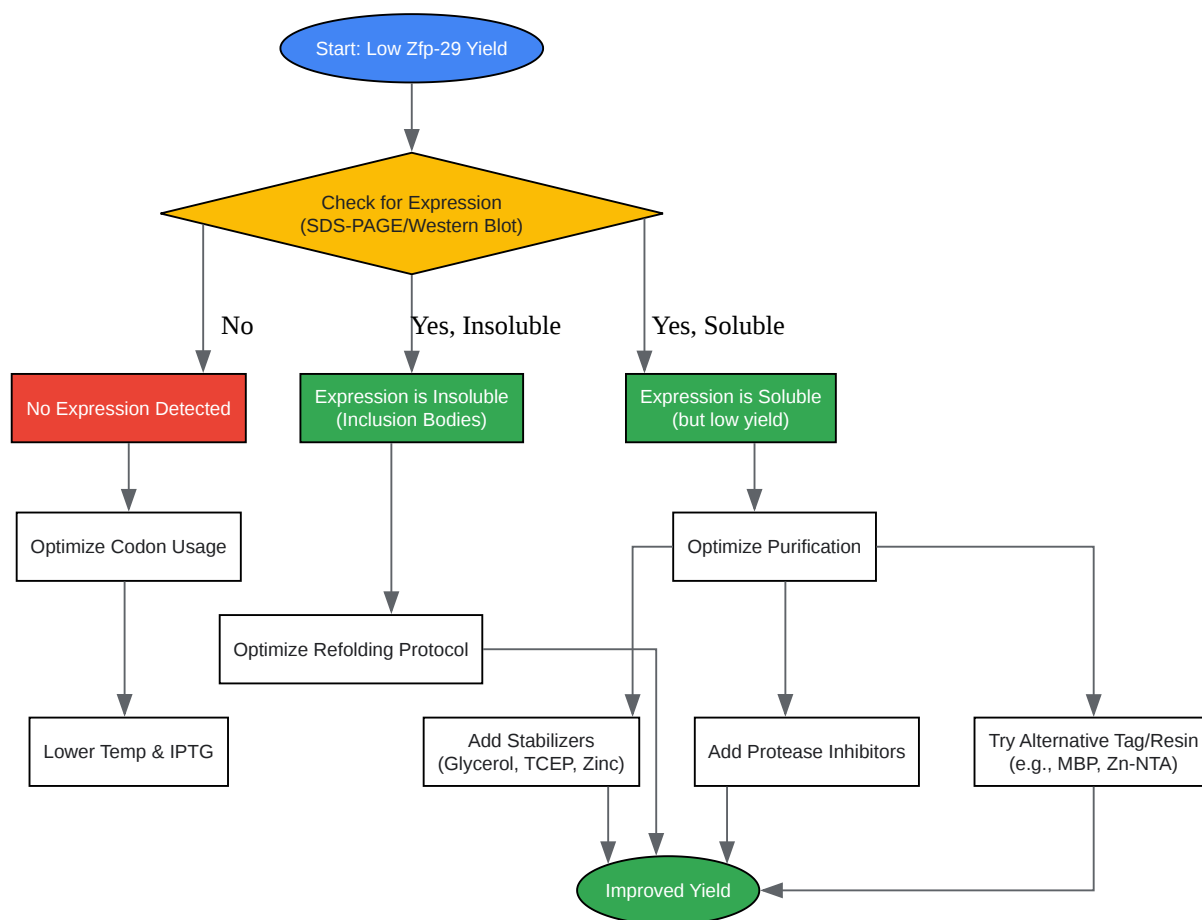 Start: Low Zfp-29 Yield
Check for Expression
(SDS-PAGE/Western Blot)
No
Yes, Insoluble
Yes, Soluble
No Expression Detected
Expression is Insoluble
(Inclusion Bodies)
Expression is Soluble
(but low yield)
Optimize Codon Usage
Optimize Purification
Optimize Refolding Protocol
Lower Temp & IPTG
Add Stabilizers
(Glycerol, TCEP, Zinc)
Add Protease Inhibitors
Try Alternative Tag/Resin
(e.g., MBP, Zn-NTA)
Improved Yield